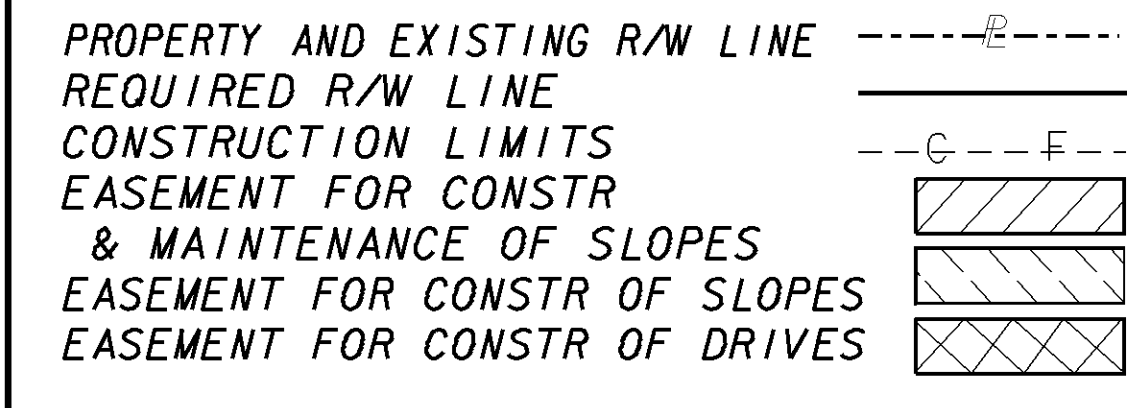 PROPERTY AND EXISTING R/W LINE PL
REQUIRED R/W LINE
CONSTRUCTION LIMITS C F
EASEMENT FOR CONSTR
& MAINTENANCE OF SLOPES
EASEMENT FOR CONSTR OF SLOPES
EASEMENT FOR CONSTR OF DRIVES